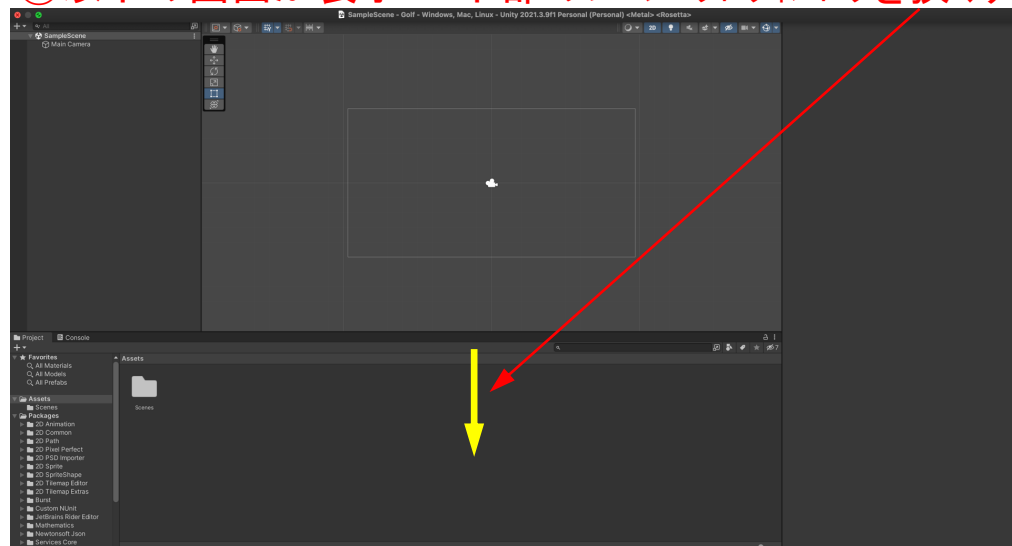 SampleScene - Golf - Windows, Mac, Linux - Unity 2021.3.9f1 Personal (Personal) <Metal> <Rosetta>
All
SampleScene
Main Camera
2D
Project
Console
7
Favorites
All Materials
All Models
All Prefabs
Assets
Scenes
Packages
2D Animation
2D Common
2D Path
2D Pixel Perfect
2D PSD Importer
2D Sprite
2D SpriteShape
2D Tilemap Editor
2D Tilemap Extras
Burst
Custom NUnit
JetBrains Rider Editor
Mathematics
Newtonsoft Json
Services Core
Assets
Scenes